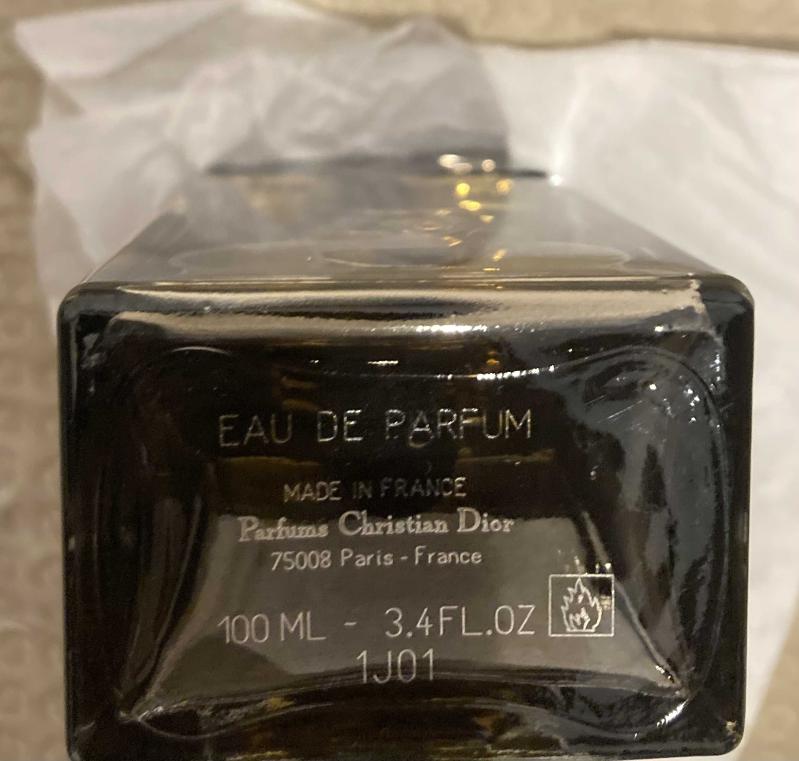 EAU DE PARFUM
MADE IN FRANCE
Parfums Christian Dior
75008 Paris - France
100 ML - 3.4FL.OZ
1J01